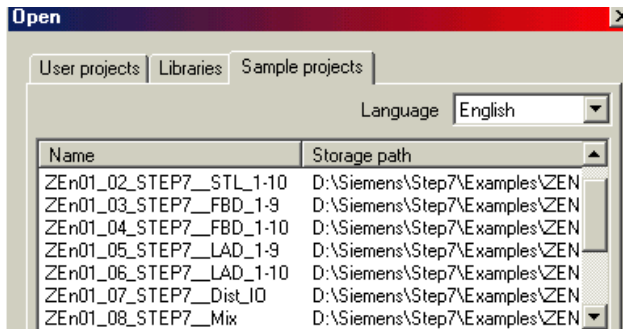 Open
User projects Libraries Sample projects
Language English
Name Storage path
ZEn01_02_STEP7__STL_1-10 D:\Siemens\Step7\Examples\ZEN
ZEn01_03_STEP7__FBD_1-9 D:\Siemens\Step7\Examples\ZEN
ZEn01_04_STEP7__FBD_1-10 D:\Siemens\Step7\Examples\ZEN
ZEn01_05_STEP7__LAD_1-9 D:\Siemens\Step7\Examples\ZEN
ZEn01_06_STEP7__LAD_1-10 D:\Siemens\Step7\Examples\ZEN
ZEn01_07_STEP7__Dist_IO D:\Siemens\Step7\Examples\ZEN
ZEn01_08_STEP7__Mix D:\Siemens\Step7\Examples\ZEN